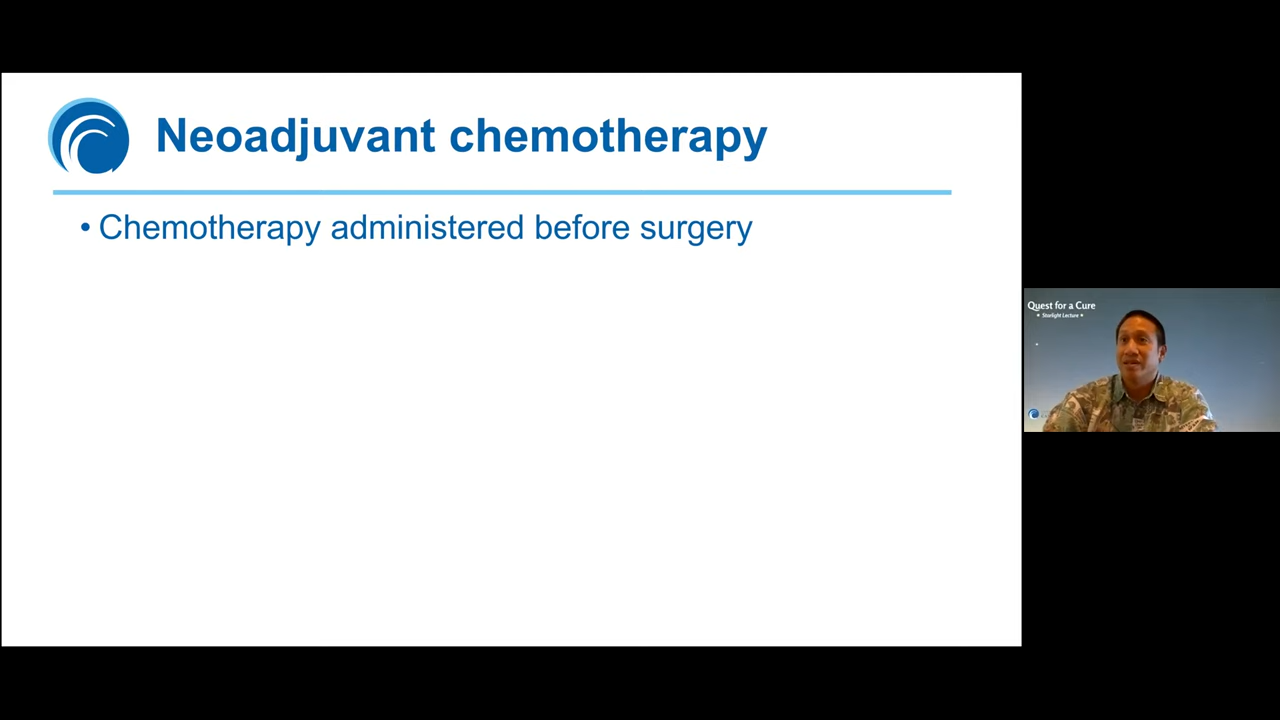 Neoadjuvant chemotherapy
• Chemotherapy administered before surgery
Quest for a Cure
• Starlight Lecture •